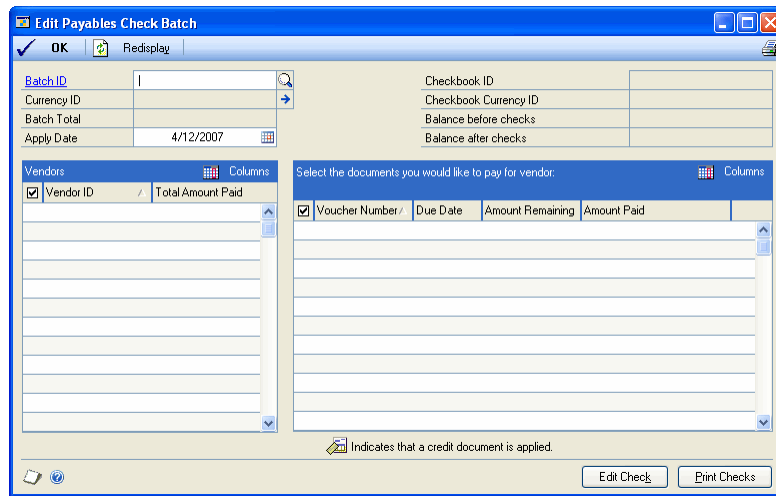 Edit Payables Check Batch
OK Redisplay
Batch ID
Currency ID
Batch Total
Apply Date 4/12/2007
Checkbook ID
Checkbook Currency ID
Balance before checks
Balance after checks
Vendors Columns
Vendor ID Total Amount Paid
Select the documents you would like to pay for vendor: Columns
Voucher Number Due Date Amount Remaining Amount Paid
Indicates that a credit document is applied.
Edit Check Print Checks